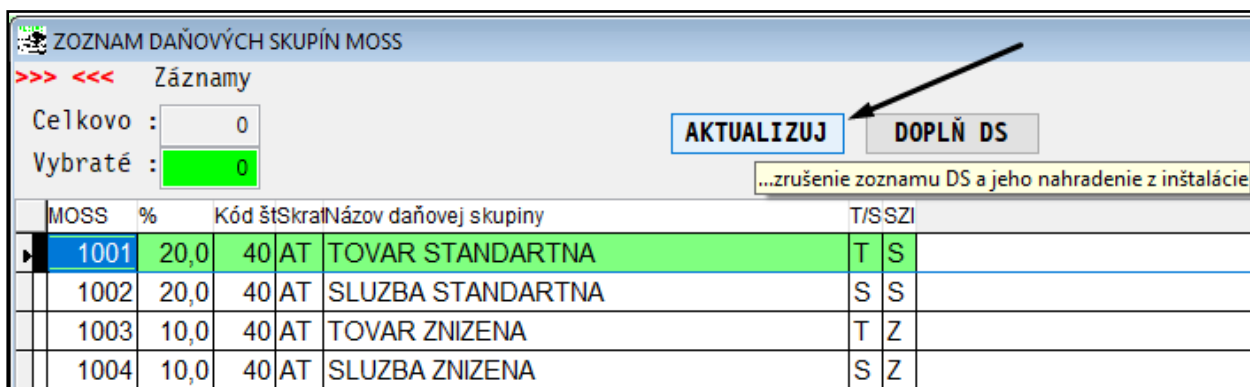 ZOZNAM DAŇOVÝCH SKUPÍN MOSS
>>> <<< Záznamy
Celkovo : 0
Vybraté : 0
AKTUALIZUJ DOPLŇ DS
...zrušenie zoznamu DS a jeho nahradenie z inštalácie
MOSS % Kód št Skrat Názov daňovej skupiny T/S SZI
1001 20,0 40 AT TOVAR STANDARTNA T S
1002 20,0 40 AT SLUZBA STANDARTNA S S
1003 10,0 40 AT TOVAR ZNIZENA T Z
1004 10,0 40 AT SLUZBA ZNIZENA S Z